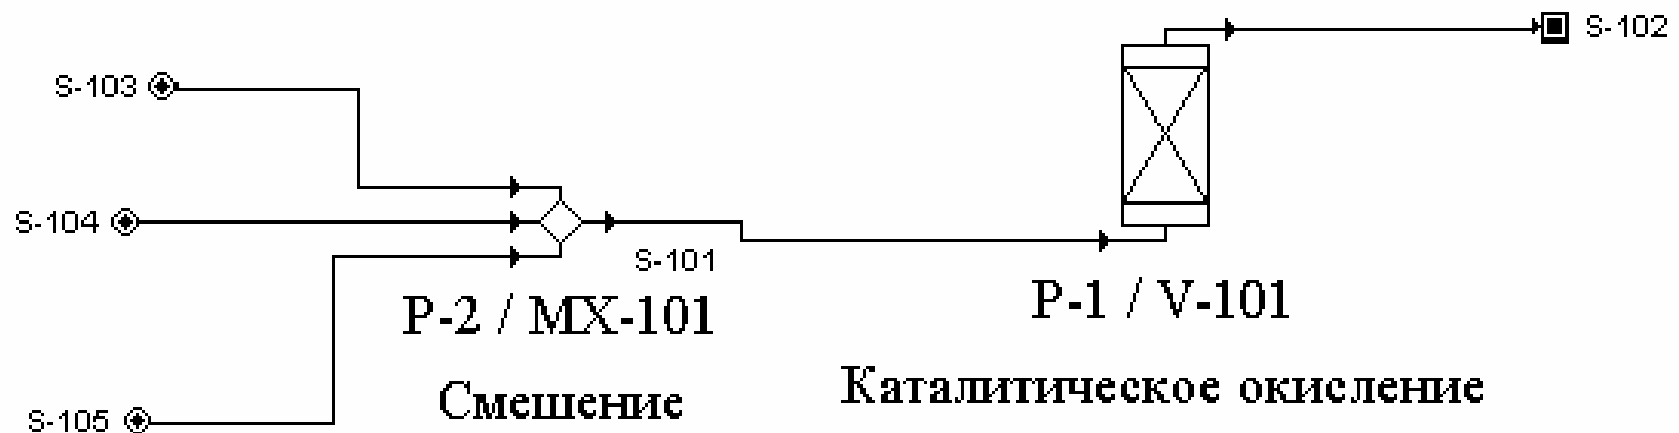 S-102
S-103
S-104
S-101
P-2 / MX-101
P-1 / V-101
Смешение
Каталитическое окисление
S-105